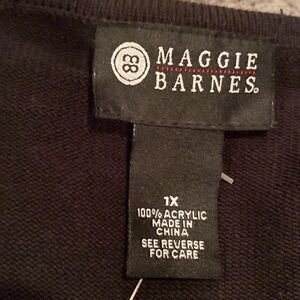 MAGGIE
BARNES®
1X
100% ACRYLIC
MADE IN
CHINA
SEE REVERSE
FOR CARE